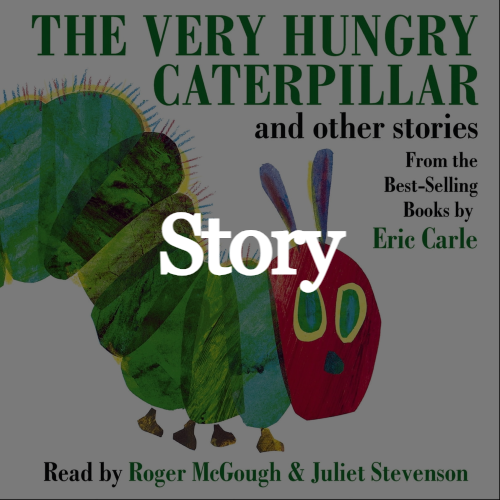 THE VERY HUNGRY
CATERPILLAR
and other stories
From the
Best-Selling
Books by
Eric Carle
Story
Read by Roger McGough & Juliet Stevenson